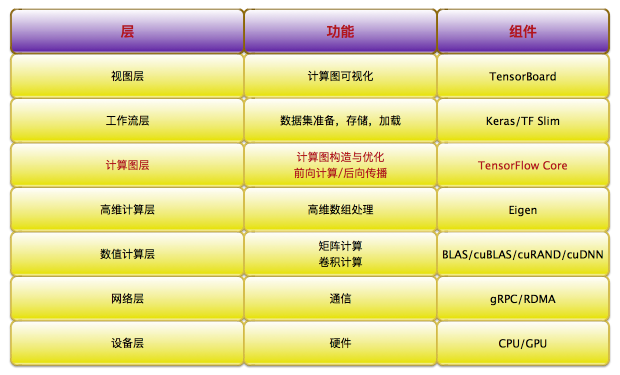 层 功能 组件
视图层 计算图可视化 TensorBoard
工作流层 数据集准备，存储，加载 Keras/TF Slim
计算图层 计算图构造与优化 TensorFlow Core
前向计算/后向传播
高维计算层 高维数组处理 Eigen
数值计算层 矩阵计算 BLAS/cuBLAS/cuRAND/cuDNN
卷积计算
网络层 通信 gRPC/RDMA
设备层 硬件 CPU/GPU